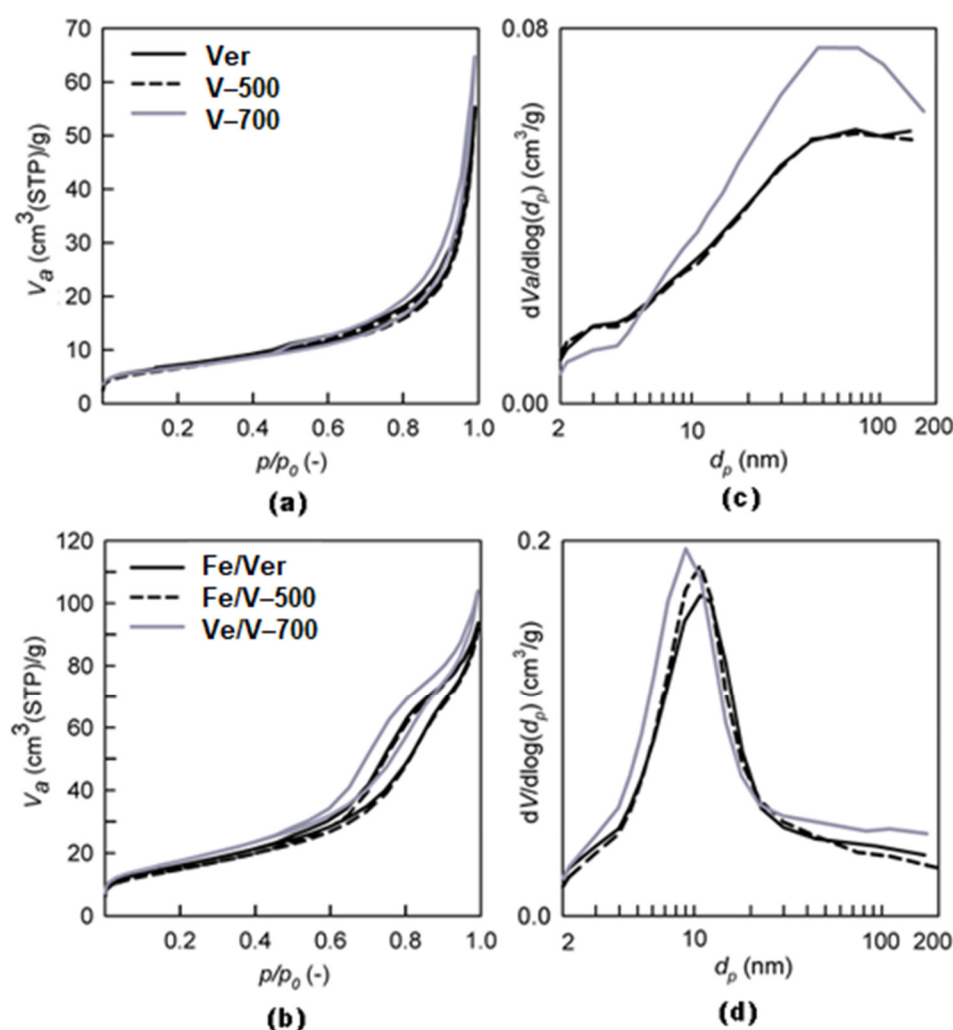 70
60
50
40
30
20
10
0
Va (cm3(STP)/g)
Ver
V–500
V–700
0.2 0.4 0.6 0.8 1.0
p/p0 (-)
(a)
0.08
0.00
dVa/dlog(dp) (cm3/g)
2 10 100 200
dp (nm)
(c)
120
100
80
60
40
20
0
Va (cm3(STP)/g)
Fe/Ver
Fe/V–500
Ve/V–700
0.2 0.4 0.6 0.8 1.0
p/p0 (-)
(b)
0.2
0.0
dV/dlog(dp) (cm3/g)
2 10 100 200
dp (nm)
(d)